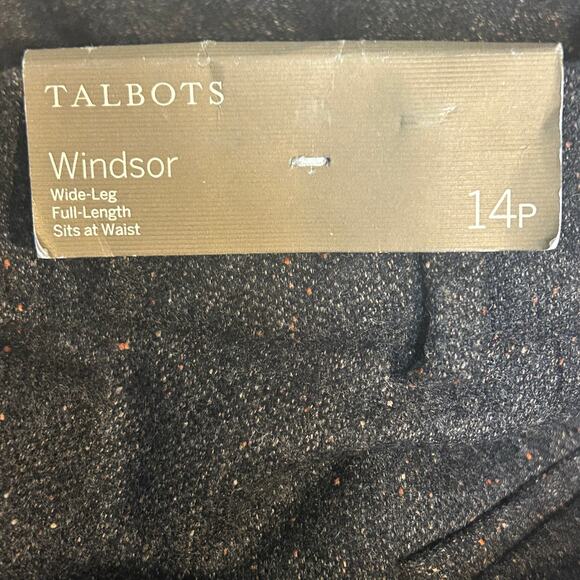 TALBOTS
Windsor
Wide-Leg
Full-Length
Sits at Waist
14P